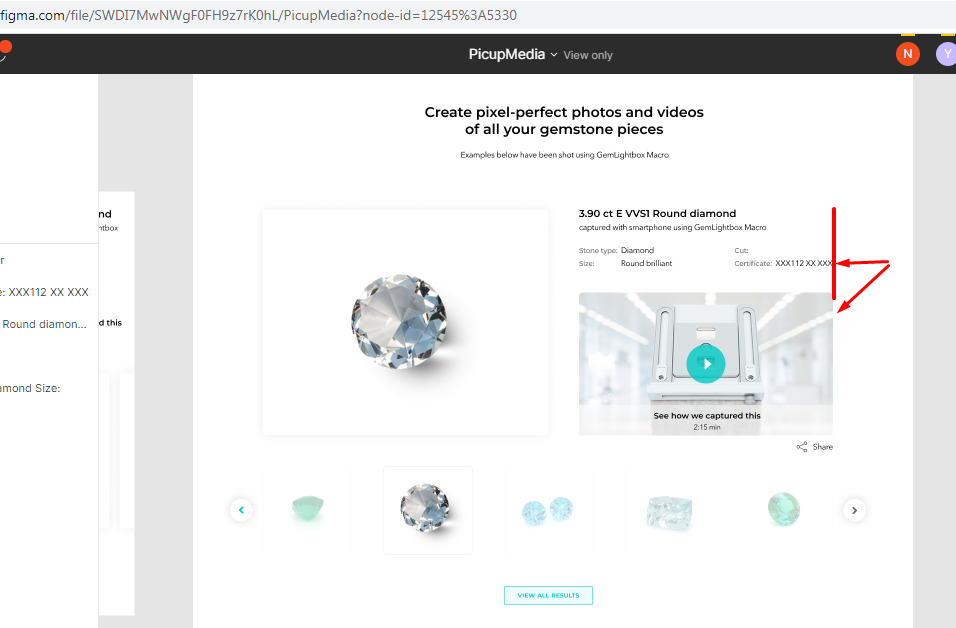 figma.com/file/SWDI7MwNWgF0FH9z7rK0hL/PicupMedia?node-id=12545%3A5330
PicupMedia View only
N
Y
Create pixel-perfect photos and videos
of all your gemstone pieces
Examples below have been shot using GemLightbox Macro
nd
htbox
r
e: XXX112 XX XXX
Round diamon...
d this
amond Size:
3.90 ct E VVS1 Round diamond
captured with smartphone using GemLightbox Macro
Stone type: Diamond Cut:
Size: Round brilliant Certificate: XXX112 XX XXX
See how we captured this
2:15 min
Share
VIEW ALL RESULTS